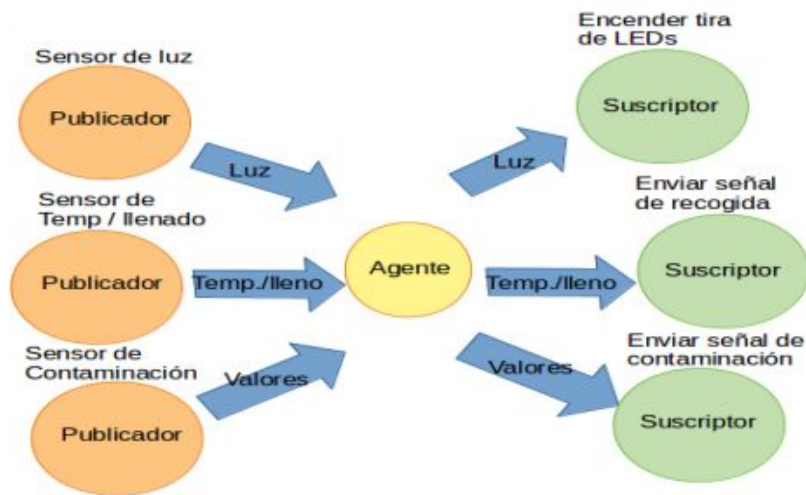 Sensor de luz
Publicador
Luz
Luz
Encender tira
de LEDs
Suscriptor
Sensor de
Temp / llenado
Publicador
Temp./lleno
Agente
Temp./lleno
Enviar señal
de recogida
Suscriptor
Sensor de
Contaminación
Publicador
Valores
Valores
Enviar señal de
contaminación
Suscriptor